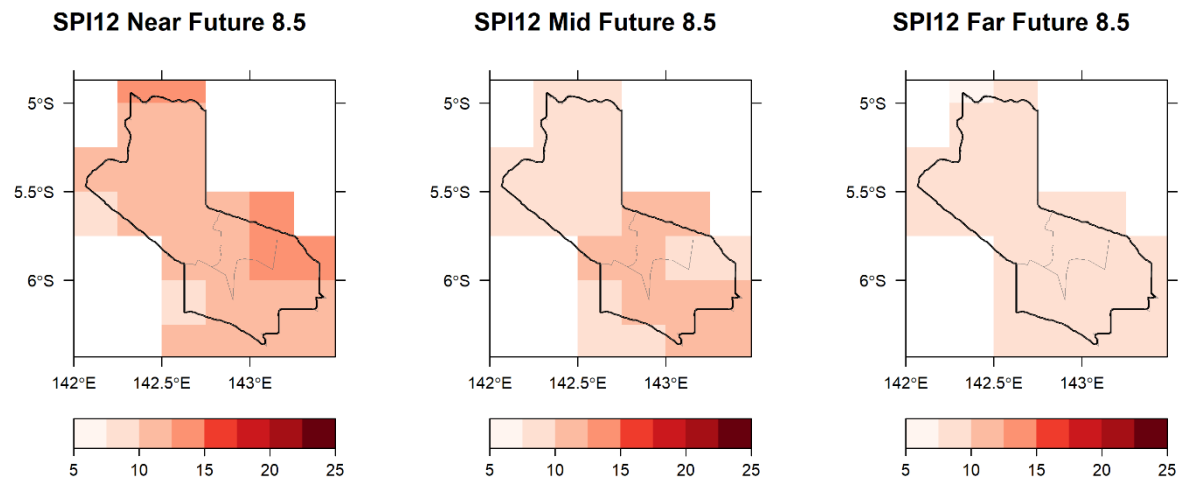 SPI12 Near Future 8.5
SPI12 Mid Future 8.5
SPI12 Far Future 8.5
5°S
5.5°S
6°S
142°E 142.5°E 143°E
5 10 15 20 25
5°S
5.5°S
6°S
142°E 142.5°E 143°E
5 10 15 20 25
5°S
5.5°S
6°S
142°E 142.5°E 143°E
5 10 15 20 25